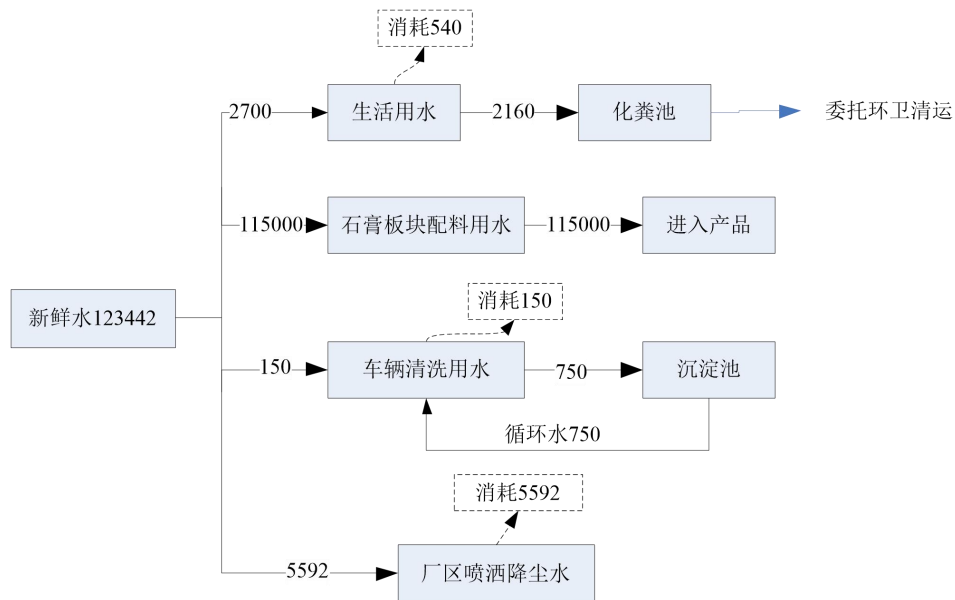 消耗540
2700
生活用水
2160
化粪池
委托环卫清运
115000
石膏板块配料用水
115000
进入产品
消耗150
新鲜水123442
150
车辆清洗用水
750
沉淀池
循环水750
消耗5592
5592
厂区喷洒降尘水